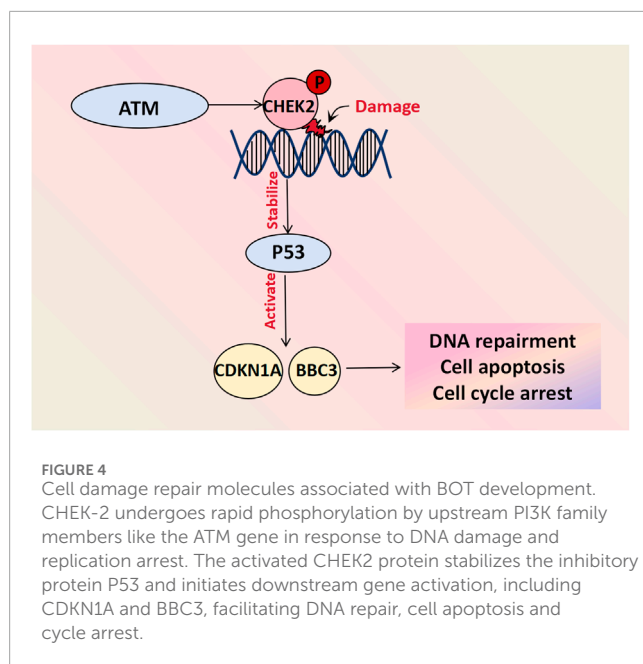 ATM
CHEK2
P
Damage
Stabilize
P53
Activate
CDKN1A
BBC3
DNA repairment
Cell apoptosis
Cell cycle arrest
FIGURE 4
Cell damage repair molecules associated with BOT development.
CHEK-2 undergoes rapid phosphorylation by upstream PI3K family
members like the ATM gene in response to DNA damage and
replication arrest. The activated CHEK2 protein stabilizes the inhibitory
protein P53 and initiates downstream gene activation, including
CDKN1A and BBC3, facilitating DNA repair, cell apoptosis and
cycle arrest.